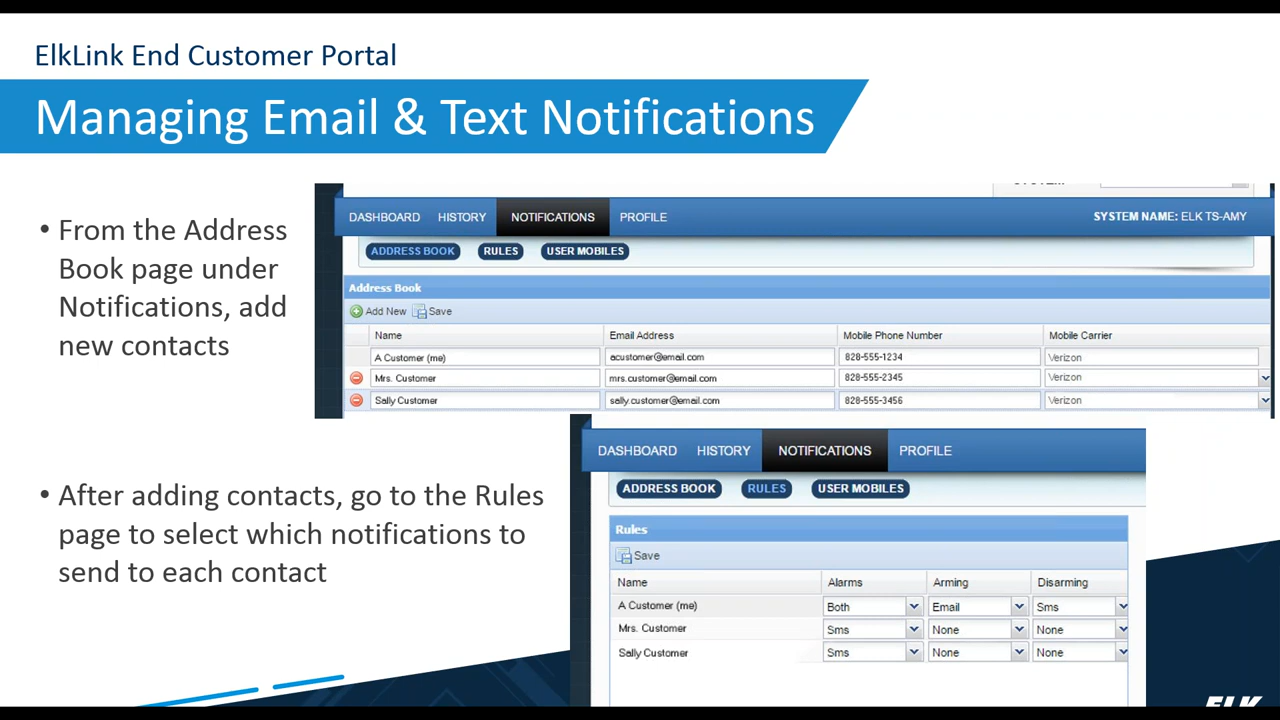 ElkLink End Customer Portal
Managing Email & Text Notifications
• From the Address
Book page under
Notifications, add
new contacts
DASHBOARD HISTORY NOTIFICATIONS PROFILE SYSTEM NAME: ELK TS-AMY
ADDRESS BOOK RULES USER MOBILES
Address Book
Add New Save
Name Email Address Mobile Phone Number Mobile Carrier
A Customer (me) acustomer@email.com 828-555-1234 Verizon
Mrs. Customer mrs.customer@email.com 828-555-2345 Verizon
Sally Customer sally.customer@email.com 828-555-3456 Verizon
• After adding contacts, go to the Rules
page to select which notifications to
send to each contact
DASHBOARD HISTORY NOTIFICATIONS PROFILE
ADDRESS BOOK RULES USER MOBILES
Rules
Save
Name Alarms Arming Disarming
A Customer (me) Both Email Sms
Mrs. Customer Sms None None
Sally Customer Sms None None
ELK